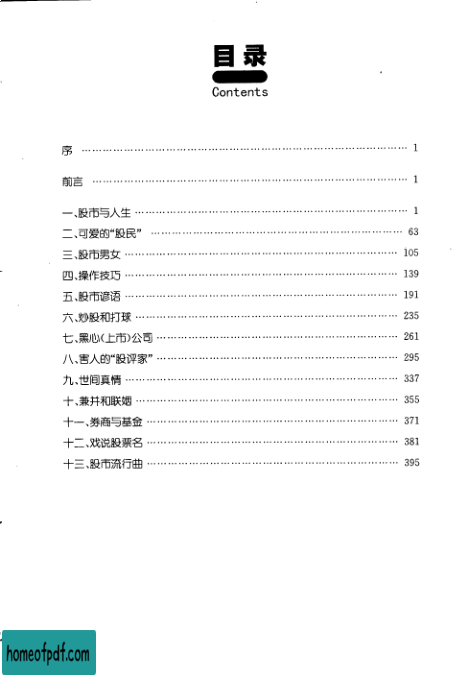 目录
Contents
序 …… 1
前言 …… 1
一、股市与人生 …… 1
二、可爱的“股民” …… 63
三、股市男女 …… 105
四、操作技巧 …… 139
五、股市谚语 …… 191
六、炒股和打球 …… 235
七、黑心(上市)公司 …… 261
八、害人的“股评家” …… 295
九、世间真情 …… 337
十、兼并和联姻 …… 355
十一、券商与基金 …… 371
十二、戏说股票名 …… 381
十三、股市流行曲 …… 395
homeofpdf.com